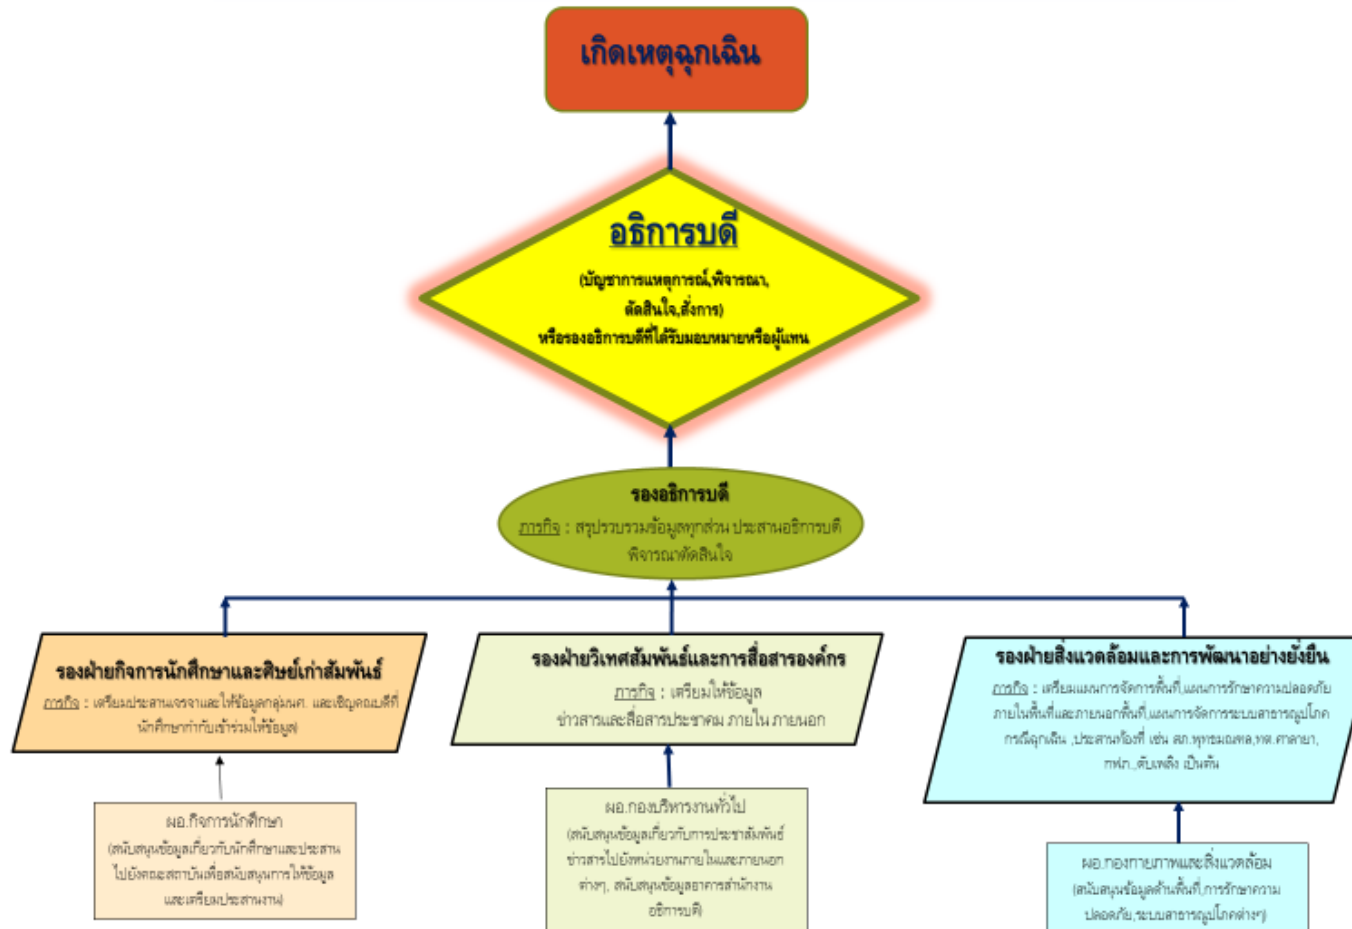 เกิดเหตุฉุกเฉิน
อธิการบดี
(บัญชาการเหตุการณ์,พิจารณา,
ตัดสินใจ,สั่งการ)
หรือรองอธิการบดีที่ได้รับมอบหมายหรือผู้แทน
รองอธิการบดี
ภารกิจ : สรุปรวบรวมข้อมูลทุกส่วน ประสานอธิการบดี
พิจารณาตัดสินใจ
รองฝ่ายกิจการนักศึกษาและศิษย์เก่าสัมพันธ์
ภารกิจ : เตรียมประสานเจรจาและให้ข้อมูลกลุ่มนศ. และเชิญคณบดีที่
นักศึกษากำกับเข้าร่วมให้ข้อมูล)
รองฝ่ายวิเทศสัมพันธ์และการสื่อสารองค์กร
ภารกิจ : เตรียมให้ข้อมูล
ข่าวสารและสื่อสารประชาคม ภายใน ภายนอก
รองฝ่ายสิ่งแวดล้อมและการพัฒนาอย่างยั่งยืน
ภารกิจ : เตรียมแผนการจัดการพื้นที่,แผนการรักษาความปลอดภัย
ภายในพื้นที่และภายนอกพื้นที่,แผนการจัดการระบบสาธารณูปโภค
กรณีฉุกเฉิน ,ประสานท้องที่ เช่น สภ.พุทธมณฑล,ทต.ศาลายา,
กฟภ.,ดับเพลิง เป็นต้น
ผอ.กิจการนักศึกษา
(สนับสนุนข้อมูลเกี่ยวกับนักศึกษาและประสาน
ไปยังคณะสถาบันเพื่อสนับสนุนการให้ข้อมูล
และเตรียมประสานงาน)
ผอ.กองบริหารงานทั่วไป
(สนับสนุนข้อมูลเกี่ยวกับการประชาสัมพันธ์
ข่าวสารไปยังหน่วยงานภายในและภายนอก
ต่างๆ, สนับสนุนข้อมูลอาคารสำนักงาน
อธิการบดี)
ผอ.กองกายภาพและสิ่งแวดล้อม
(สนับสนุนข้อมูลด้านพื้นที่,การรักษาความ
ปลอดภัย,ระบบสาธารณูปโภคต่างๆ)